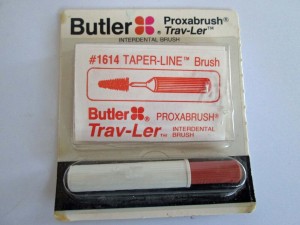 Butler Proxabrush®
Trav-Ler™
INTERDENTAL BRUSH
#1614 TAPER-LINE™ Brush
Butler PROXABRUSH®
Trav-Ler™ INTERDENTAL
BRUSH